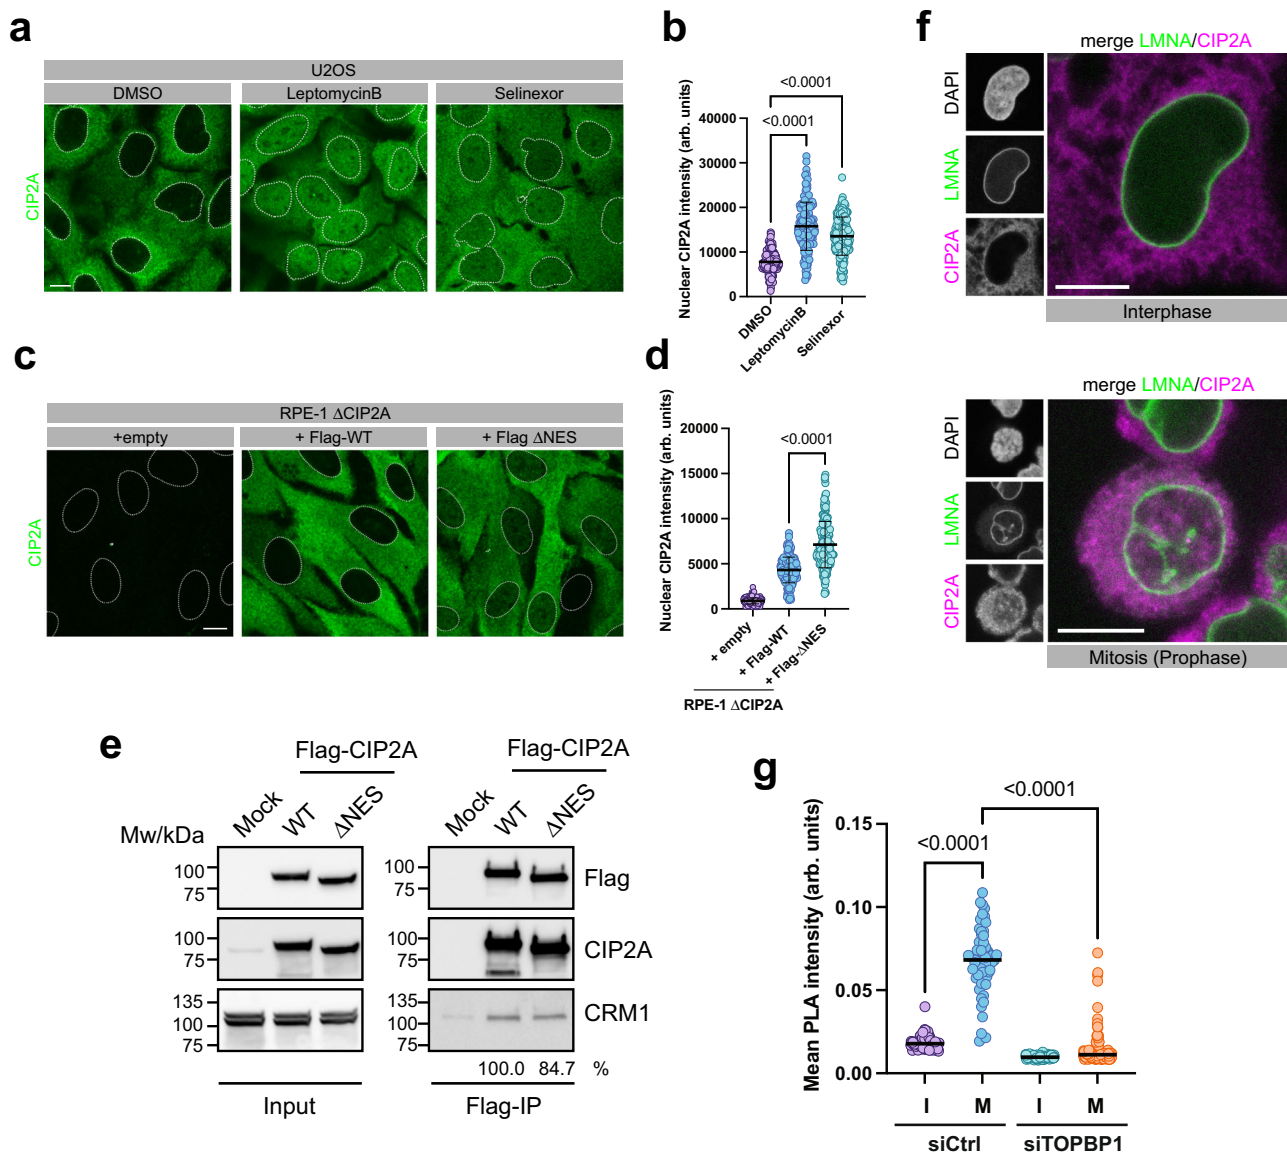 a
U2OS
DMSO
LeptomycinB
Selinexor
CIP2A
b
<0.0001
<0.0001
Nuclear CIP2A intensity (arb. units)
40000
30000
20000
10000
0
DMSO
LeptomycinB
Selinexor
c
RPE-1 ΔCIP2A
+empty
+ Flag-WT
+ Flag ΔNES
CIP2A
d
<0.0001
Nuclear CIP2A intensity (arb. units)
20000
15000
10000
5000
0
+ empty
+ Flag-WT
+ Flag-ΔNES
RPE-1 ΔCIP2A
e
Flag-CIP2A
Flag-CIP2A
Mock
WT
ΔNES
Mock
WT
ΔNES
Mw/kDa
100
75
100
75
Flag
100
75
100
75
CIP2A
135
100
75
135
100
75
CRM1
100.0 84.7 %
Input
Flag-IP
f
merge LMNA/CIP2A
DAPI
LMNA
CIP2A
Interphase
merge LMNA/CIP2A
DAPI
LMNA
CIP2A
Mitosis (Prophase)
g
<0.0001
<0.0001
Mean PLA intensity (arb. units)
0.15
0.10
0.05
0.00
I M I M
siCtrl siTOPBP1